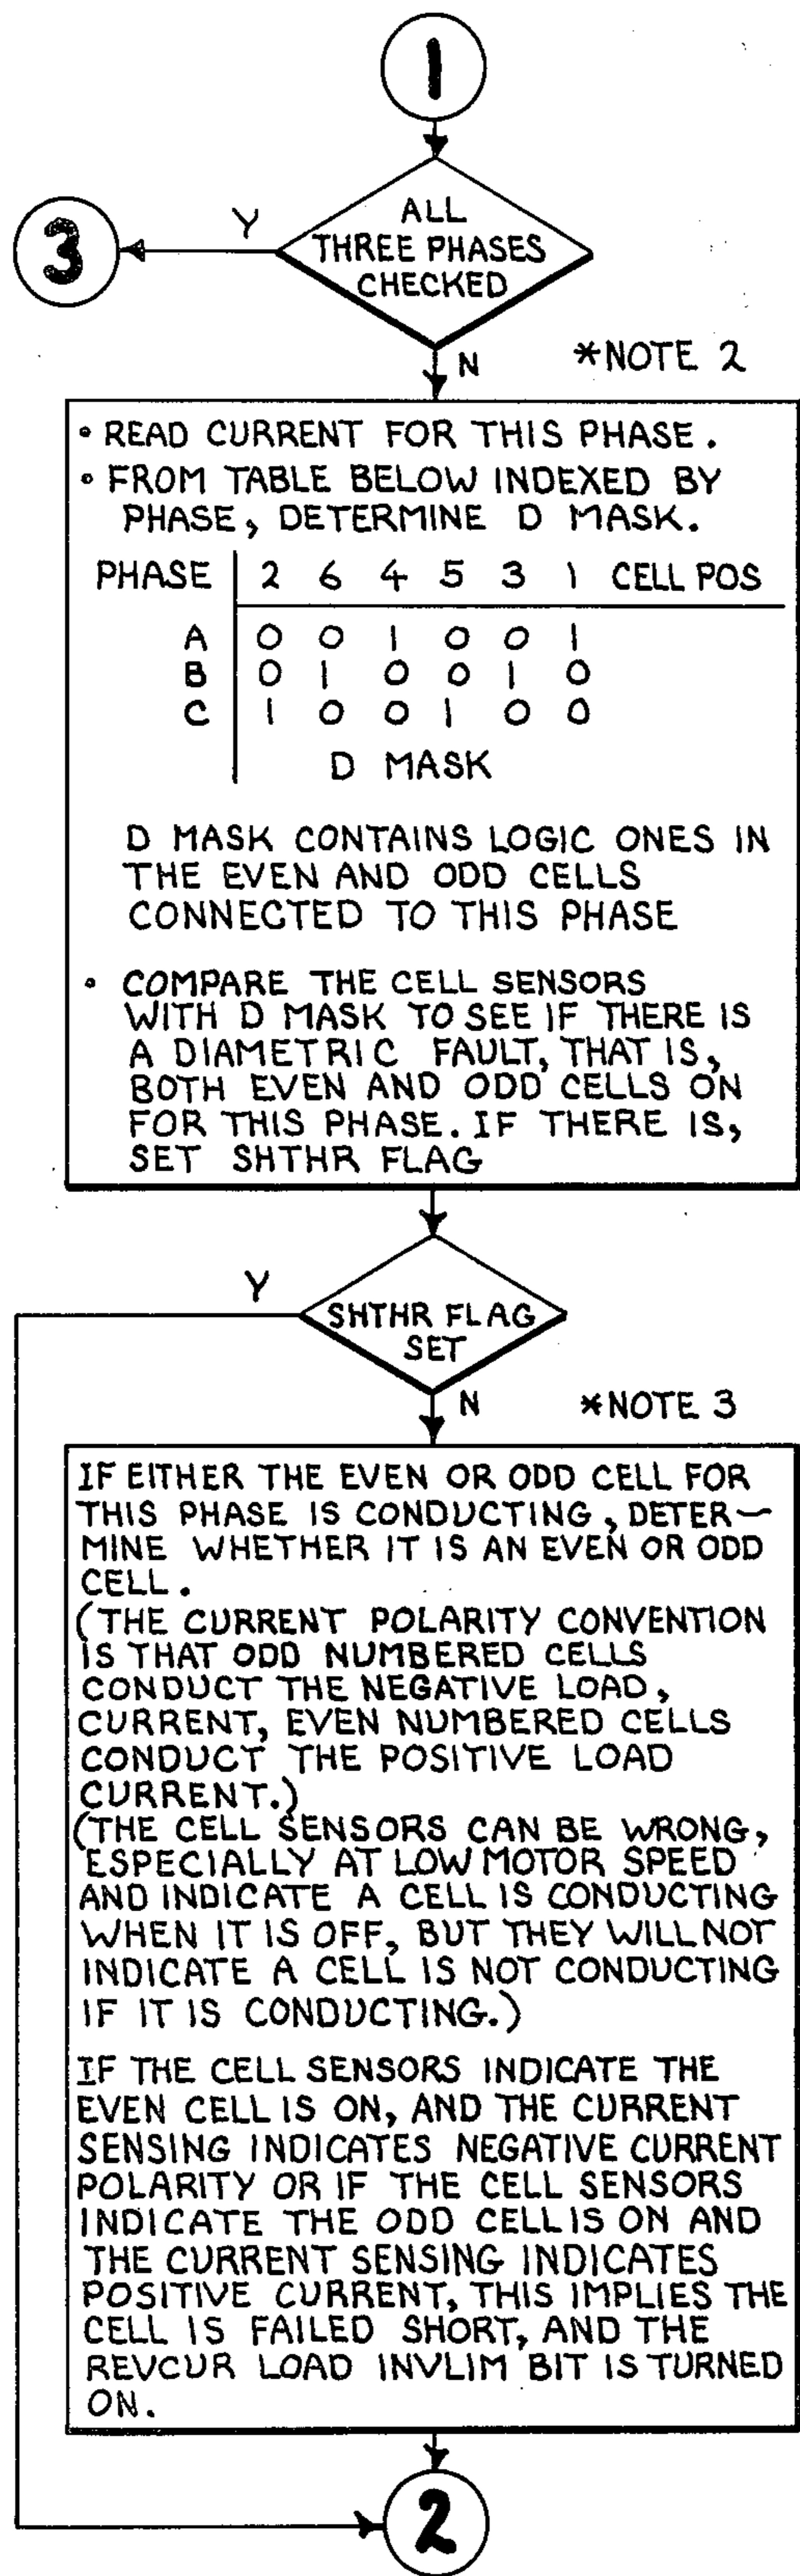 1
ALL
THREE PHASES
CHECKED
Y
3
N
*NOTE 2
• READ CURRENT FOR THIS PHASE.
• FROM TABLE BELOW INDEXED BY
PHASE, DETERMINE D MASK.
PHASE 2 6 4 5 3 1 CELL POS
A 0 0 1 0 0 1
B 0 1 0 0 1 0
C 1 0 0 1 0 0
D MASK
D MASK CONTAINS LOGIC ONES IN
THE EVEN AND ODD CELLS
CONNECTED TO THIS PHASE
• COMPARE THE CELL SENSORS
WITH D MASK TO SEE IF THERE IS
A DIAMETRIC FAULT, THAT IS,
BOTH EVEN AND ODD CELLS ON
FOR THIS PHASE. IF THERE IS,
SET SHTHR FLAG
Y
SHTHR FLAG
SET
N
*NOTE 3
IF EITHER THE EVEN OR ODD CELL FOR
THIS PHASE IS CONDUCTING, DETER-
MINE WHETHER IT IS AN EVEN OR ODD
CELL.
(THE CURRENT POLARITY CONVENTION
IS THAT ODD NUMBERED CELLS
CONDUCT THE NEGATIVE LOAD,
CURRENT, EVEN NUMBERED CELLS
CONDUCT THE POSITIVE LOAD
CURRENT.)
(THE CELL SENSORS CAN BE WRONG,
ESPECIALLY AT LOW MOTOR SPEED
AND INDICATE A CELL IS CONDUCTING
WHEN IT IS OFF, BUT THEY WILL NOT
INDICATE A CELL IS NOT CONDUCTING
IF IT IS CONDUCTING.)
IF THE CELL SENSORS INDICATE THE
EVEN CELL IS ON, AND THE CURRENT
SENSING INDICATES NEGATIVE CURRENT
POLARITY OR IF THE CELL SENSORS
INDICATE THE ODD CELL IS ON AND
THE CURRENT SENSING INDICATES
POSITIVE CURRENT, THIS IMPLIES THE
CELL IS FAILED SHORT, AND THE
REVCUR LOAD INVLIM BIT IS TURNED
ON.
2